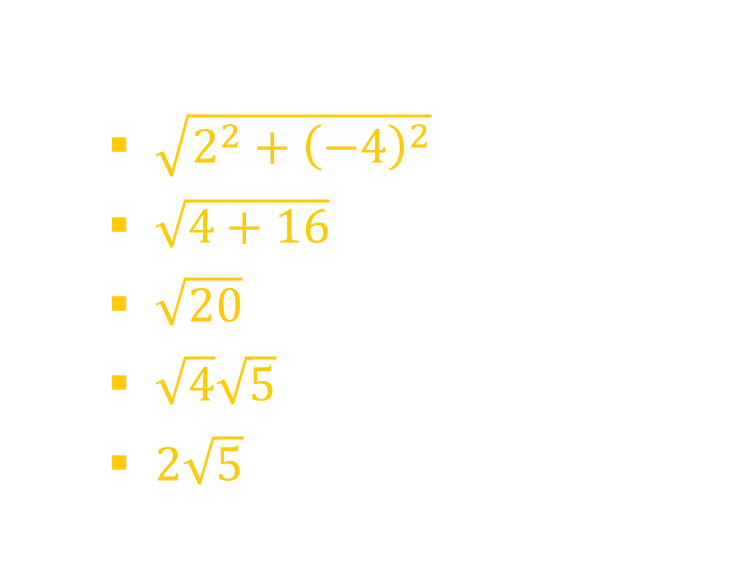 ▪ √(2² + (−4)²)
▪ √(4 + 16)
▪ √20
▪ √4√5
▪ 2√5